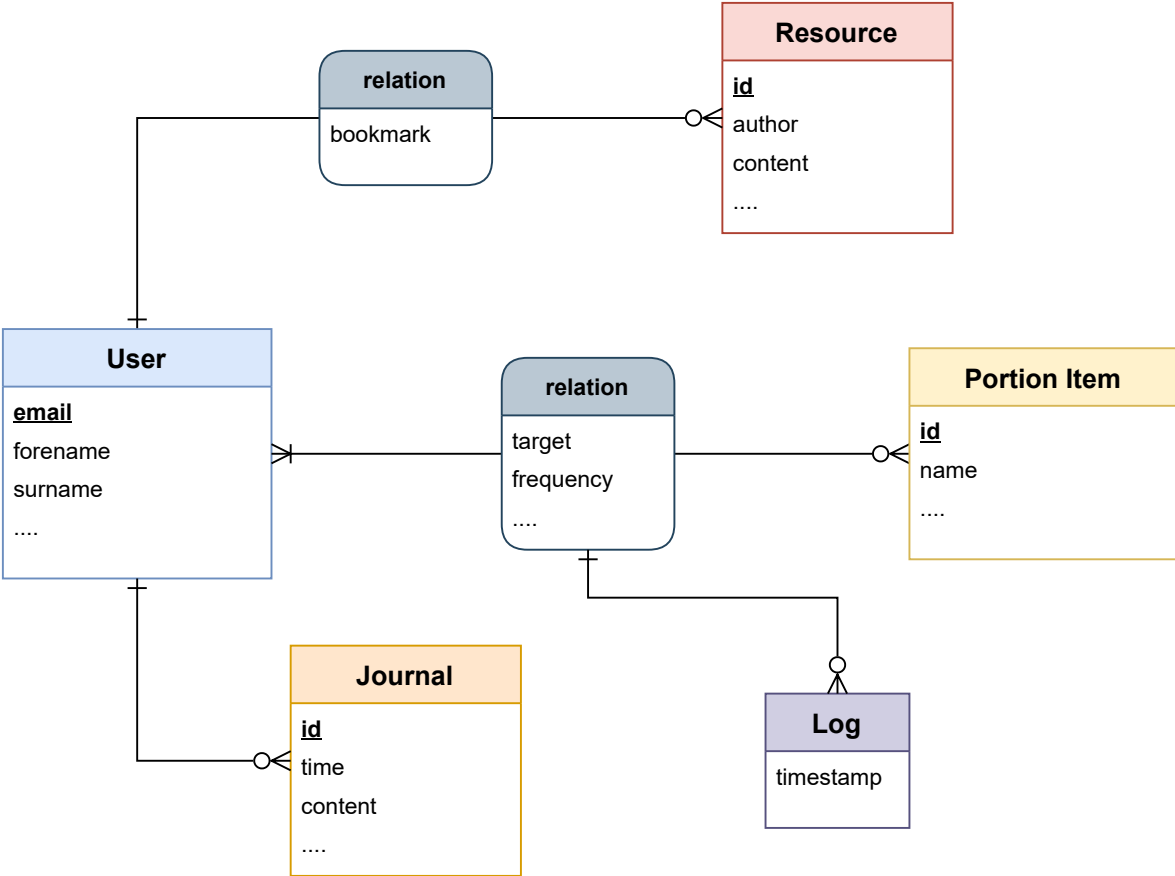 Resource
id
author
content
....
relation
bookmark
User
email
forename
surname
....
relation
target
frequency
....
Portion Item
id
name
....
Journal
id
time
content
....
Log
timestamp